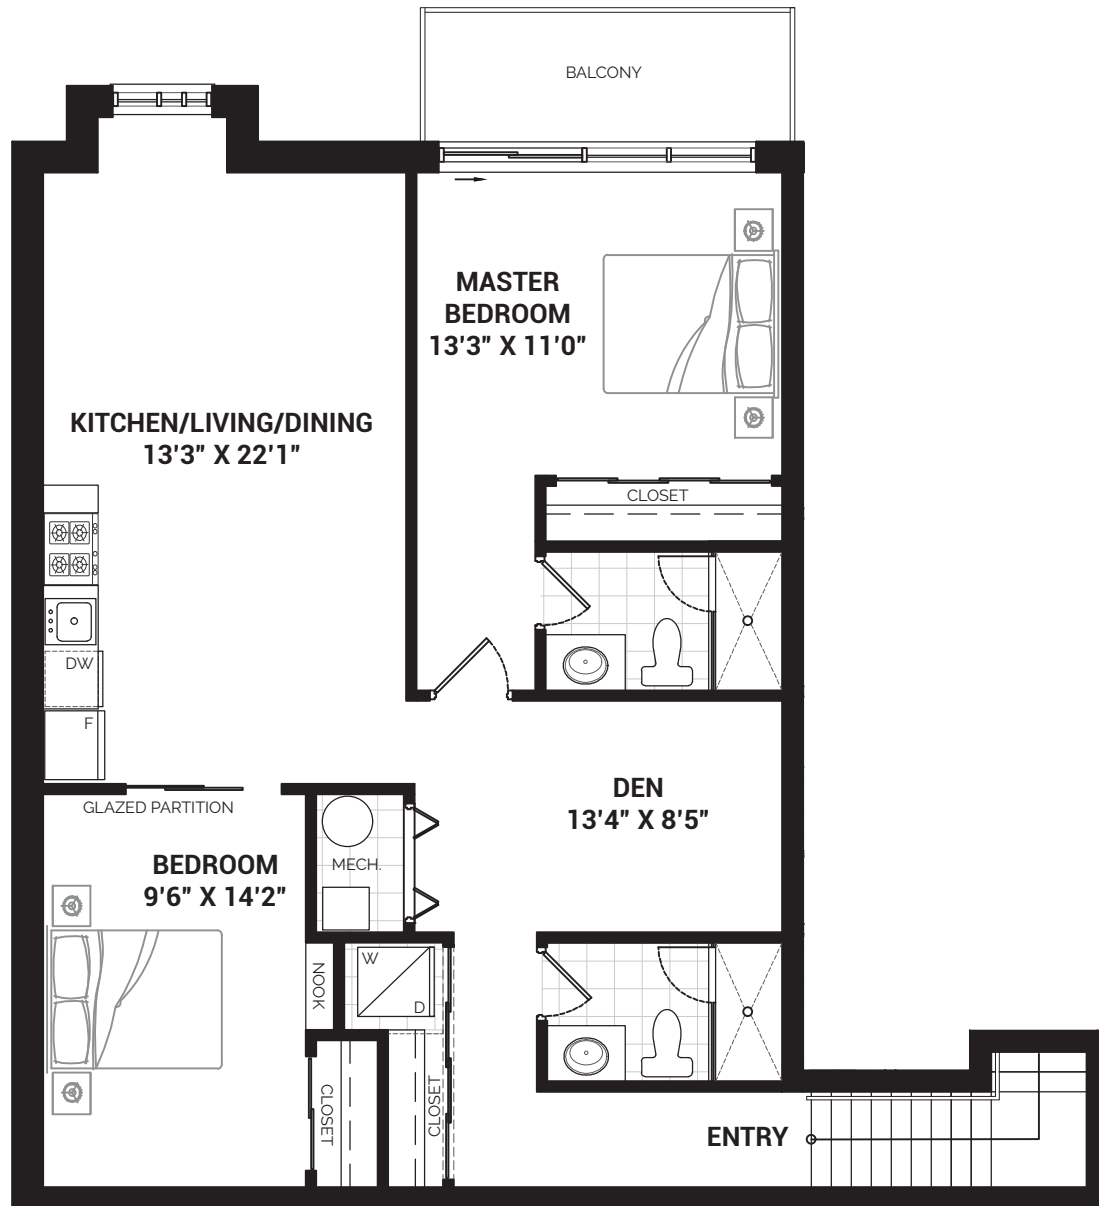 BALCONY
MASTER
BEDROOM
13'3" X 11'0"
KITCHEN/LIVING/DINING
13'3" X 22'1"
CLOSET
DW
F
GLAZED PARTITION
DEN
13'4" X 8'5"
BEDROOM
9'6" X 14'2"
MECH.
W
D
NOOK
CLOSET
CLOSET
ENTRY